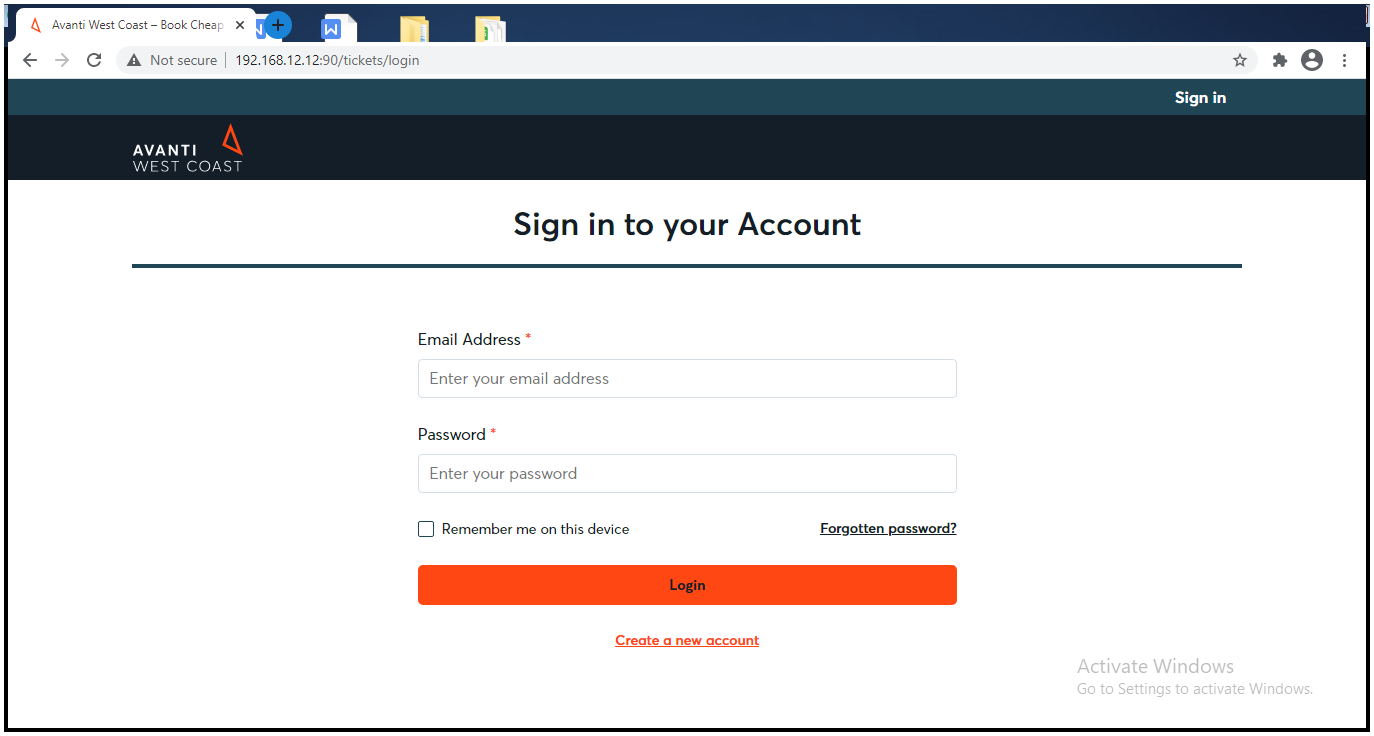 Avanti West Coast – Book Cheap
Not secure
192.168.12.12:90/tickets/login
Sign in
AVANTI
WEST COAST
Sign in to your Account
Email Address *
Enter your email address
Password *
Enter your password
Remember me on this device
Forgotten password?
Login
Create a new account
Activate Windows
Go to Settings to activate Windows.